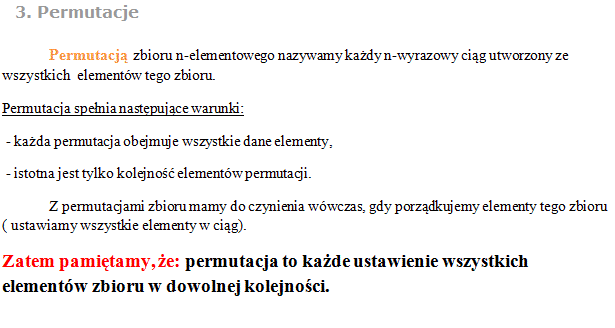 3. Permutacje
Permutacją zbioru n-elementowego nazywamy każdy n-wyrazowy ciąg utworzony ze
wszystkich elementów tego zbioru.
Permutacja spełnia następujące warunki:
- każda permutacja obejmuje wszystkie dane elementy,
- istotna jest tylko kolejność elementów permutacji.
Z permutacjami zbioru mamy do czynienia wówczas, gdy porządkujemy elementy tego zbioru
( ustawiamy wszystkie elementy w ciąg).
Zatem pamiętamy, że: permutacja to każde ustawienie wszystkich
elementów zbioru w dowolnej kolejności.